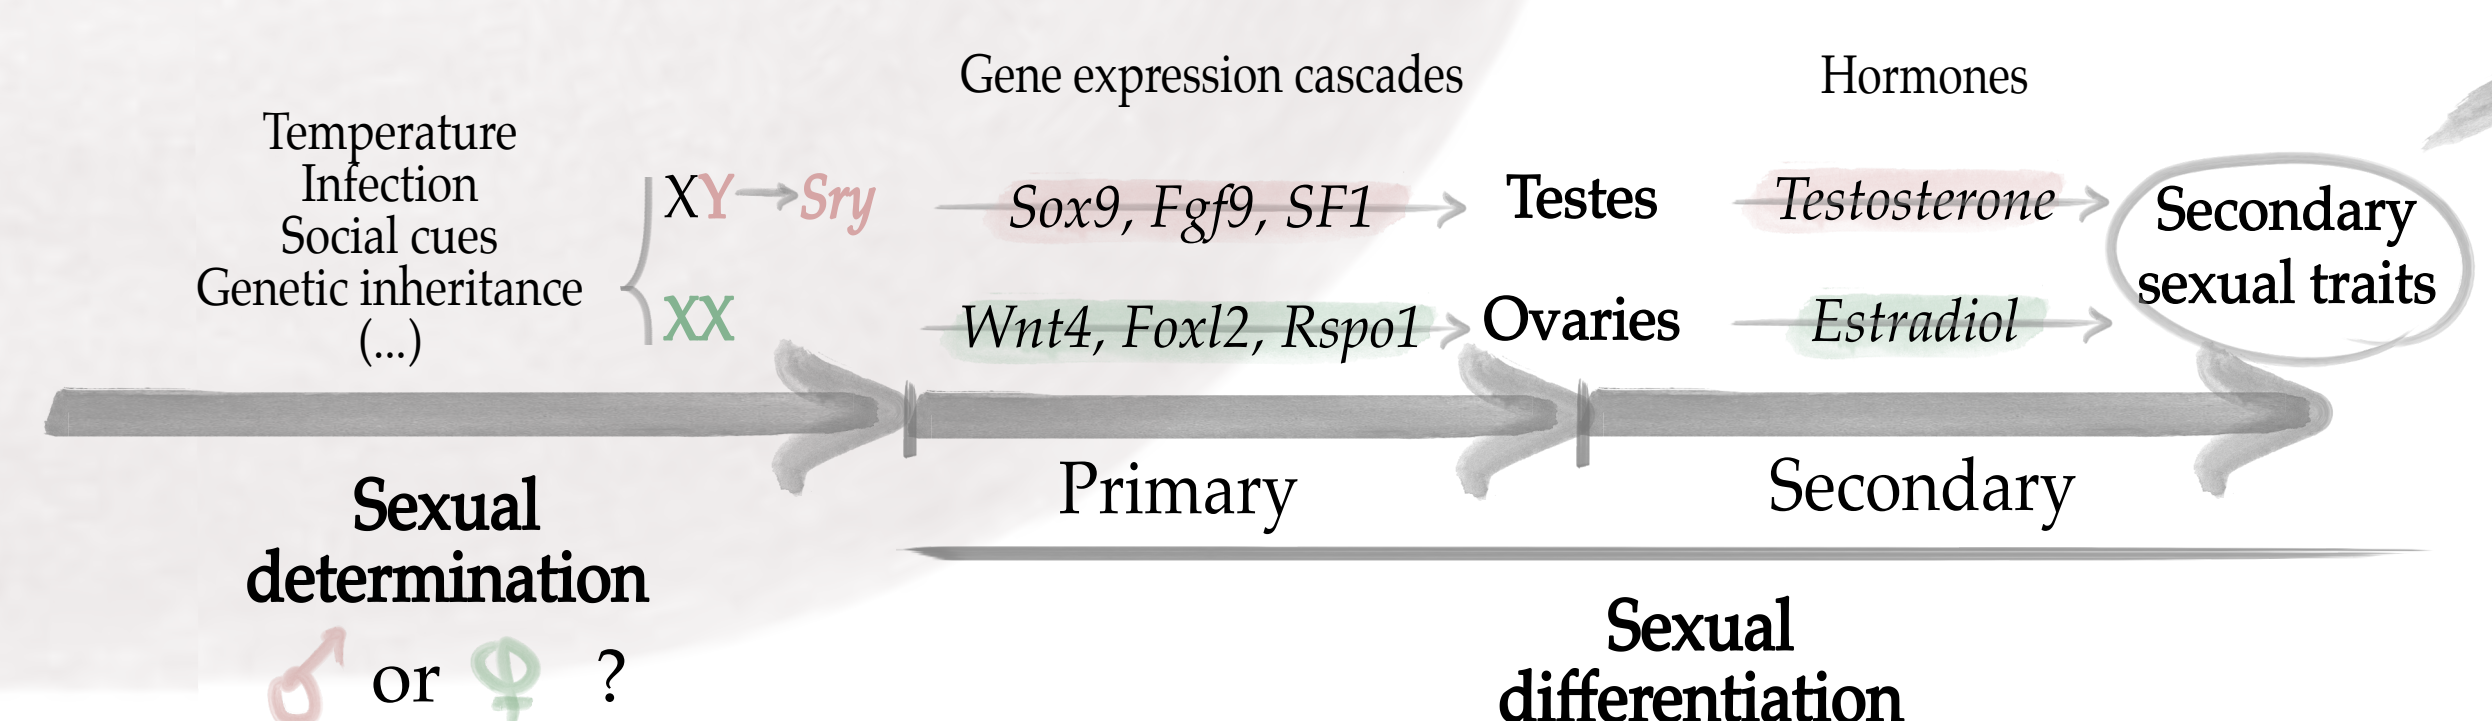 Gene expression cascades
Hormones
Temperature
Infection
Social cues
Genetic inheritance
(...)
XY Sry
XX
Sox9, Fgf9, SF1
Wnt4, Foxl2, Rspo1
Testes
Ovaries
Testosterone
Estradiol
Secondary
sexual traits
Sexual
determination
♂ or ♀ ?
Primary
Secondary
Sexual
differentiation